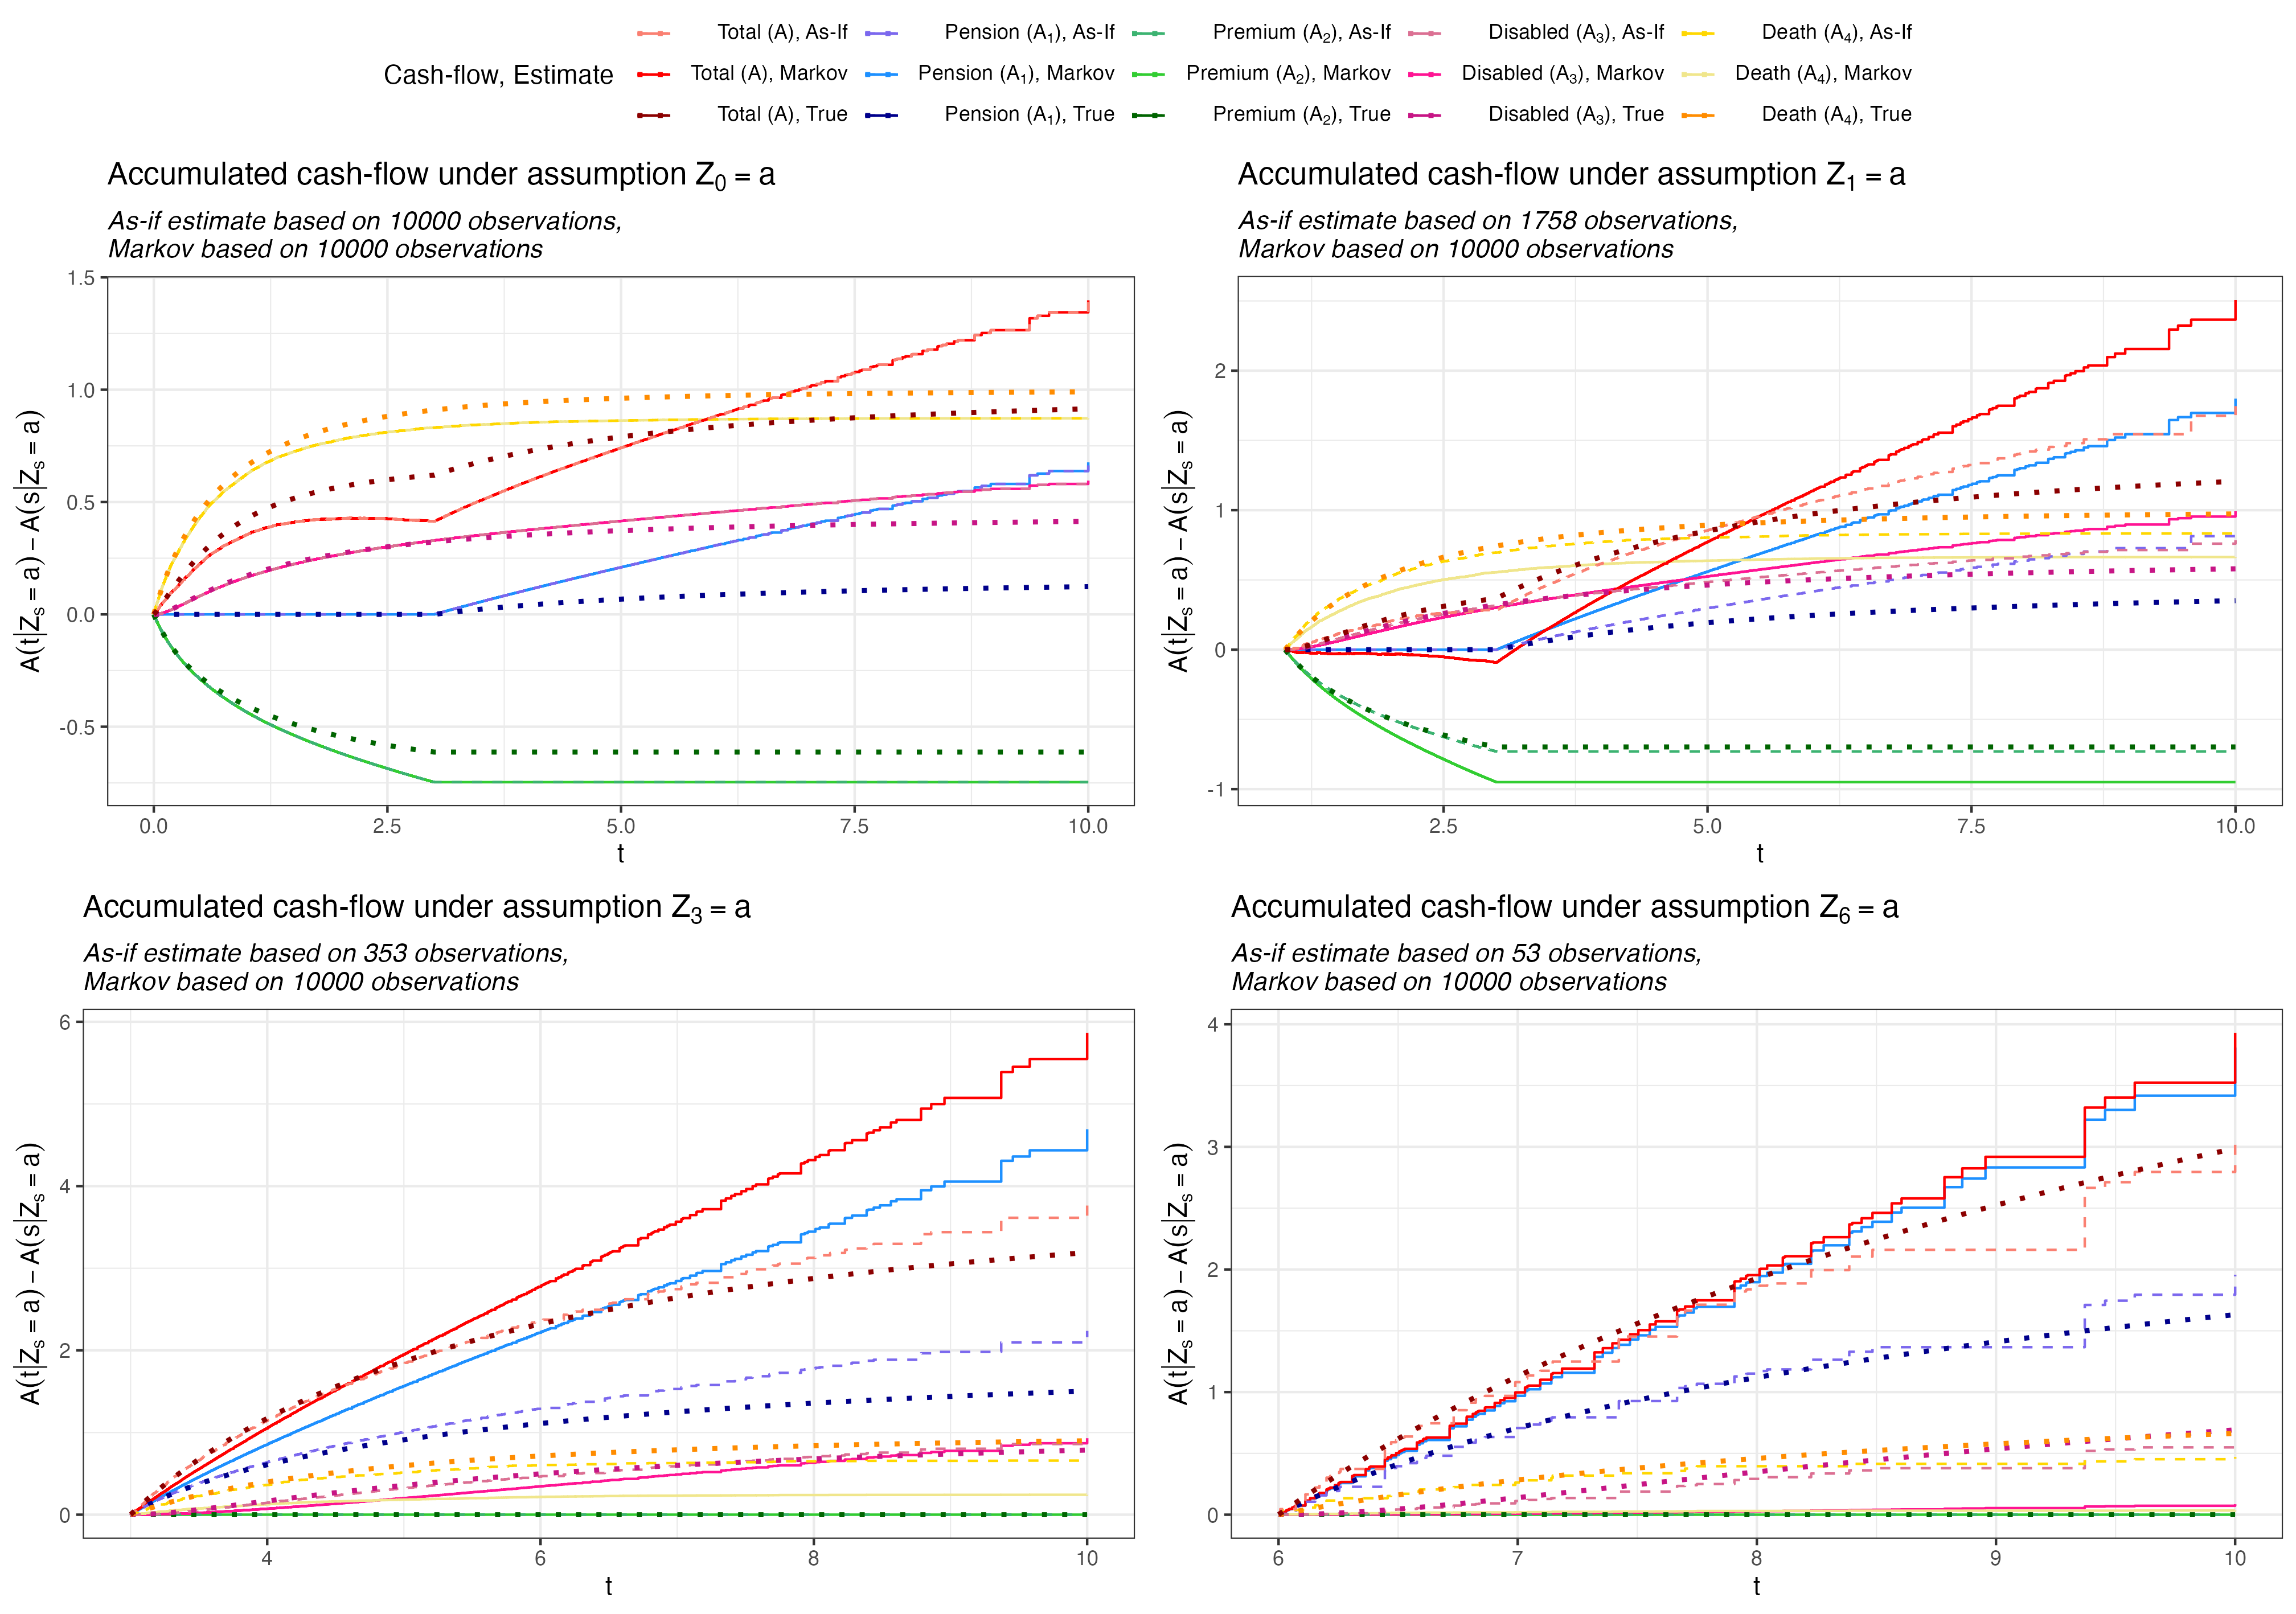 Total (A), As-If Pension (A₁), As-If Premium (A₂), As-If Disabled (A₃), As-If Death (A₄), As-If
Cash-flow, Estimate Total (A), Markov Pension (A₁), Markov Premium (A₂), Markov Disabled (A₃), Markov Death (A₄), Markov
Total (A), True Pension (A₁), True Premium (A₂), True Disabled (A₃), True Death (A₄), True
Accumulated cash-flow under assumption Z₀ = a
As-if estimate based on 10000 observations,
Markov based on 10000 observations
A(t|Zₛ = a) − A(s|Zₛ = a)
1.5
1.0
0.5
0.0
-0.5
0.0 2.5 5.0 7.5 10.0
t
Accumulated cash-flow under assumption Z₁ = a
As-if estimate based on 1758 observations,
Markov based on 10000 observations
A(t|Zₛ = a) − A(s|Zₛ = a)
2
1
0
-1
2.5 5.0 7.5 10.0
t
Accumulated cash-flow under assumption Z₃ = a
As-if estimate based on 353 observations,
Markov based on 10000 observations
A(t|Zₛ = a) − A(s|Zₛ = a)
6
4
2
0
4 6 8 10
t
Accumulated cash-flow under assumption Z₆ = a
As-if estimate based on 53 observations,
Markov based on 10000 observations
A(t|Zₛ = a) − A(s|Zₛ = a)
4
3
2
1
0
6 7 8 9 10
t